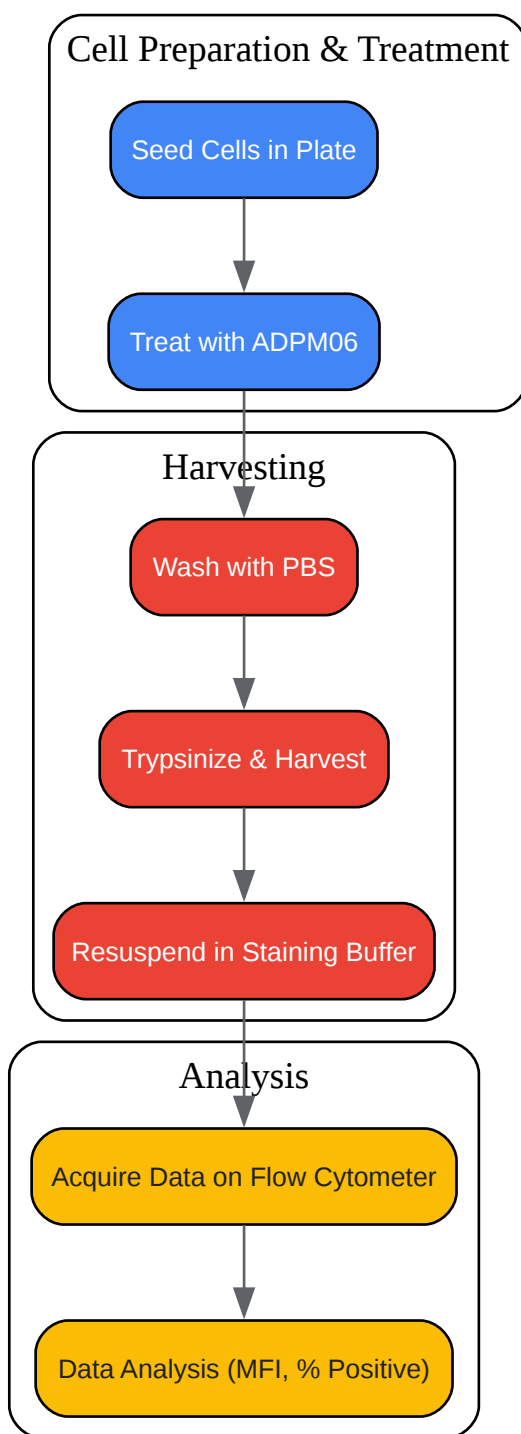 Cell Preparation & Treatment
Seed Cells in Plate
Treat with ADPM06
Harvesting
Wash with PBS
Trypsinize & Harvest
Resuspend in Staining Buffer
Analysis
Acquire Data on Flow Cytometer
Data Analysis (MFI, % Positive)